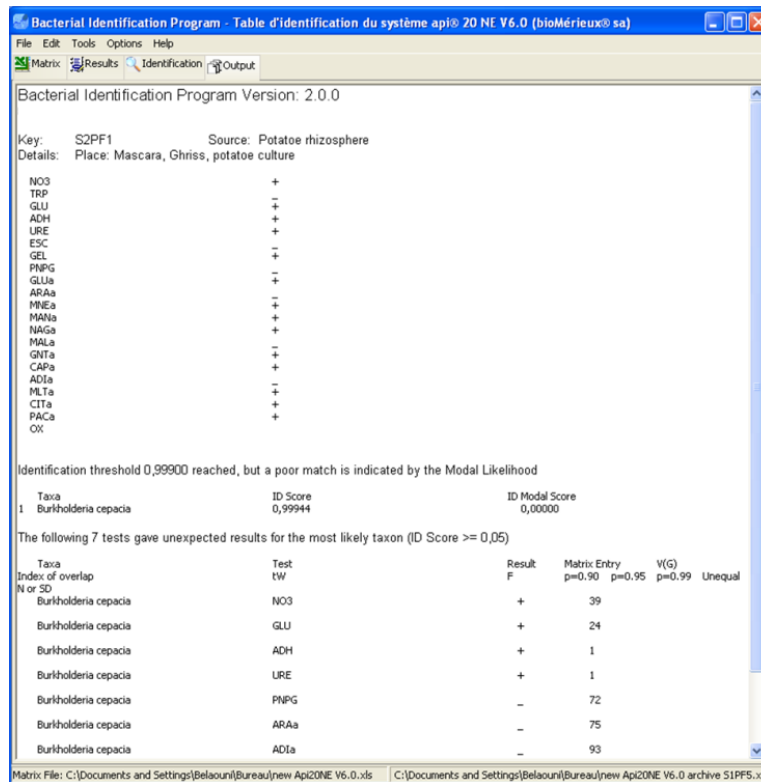 Bacterial Identification Program - Table d'identification du système api® 20 NE V6.0 (bioMérieux® sa)
File Edit Tools Options Help
Matrix Results Identification Output
Bacterial Identification Program Version: 2.0.0
Key: S2PF1 Source: Potatoe rhizosphere
Details: Place: Mascara, Ghriss, potatoe culture
NO3 +
TRP _
GLU +
ADH +
URE +
ESC _
GEL +
PNPG _
GLUa +
ARAa _
MNEa +
MANa +
NAGa +
MALa _
GNTa +
CAPa +
ADIa _
MLTa +
CITa +
PACa +
OX
Identification threshold 0,99900 reached, but a poor match is indicated by the Modal Likelihood
Taxa ID Score ID Modal Score
1 Burkholderia cepacia 0,99944 0,00000
The following 7 tests gave unexpected results for the most likely taxon (ID Score >= 0,05)
Taxa Test Result Matrix Entry V(G)
Index of overlap tW F p=0.90 p=0.95 p=0.99 Unequal
N or SD
Burkholderia cepacia NO3 + 39
Burkholderia cepacia GLU + 24
Burkholderia cepacia ADH + 1
Burkholderia cepacia URE + 1
Burkholderia cepacia PNPG _ 72
Burkholderia cepacia ARAa _ 75
Burkholderia cepacia ADIa _ 93
Matrix File: C:\Documents and Settings\Belaouni\Bureau\new Api20NE V6.0.xls C:\Documents and Settings\Belaouni\Bureau\new Api20NE V6.0 archive S1PF5.x